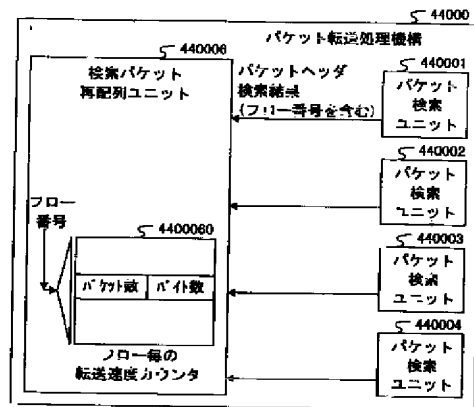 44000
パケット転送処理機構
440006
検索パケット
再配列ユニット
パケットヘッダ
検索結果
(フロー番号を含む)
440001
パケット
検索
ユニット
440002
パケット
検索
ユニット
フロー
番号
4400060
パケット数 バイト数
フロー毎の
転送速度カウンタ
440003
パケット
検索
ユニット
440004
パケット
検索
ユニット